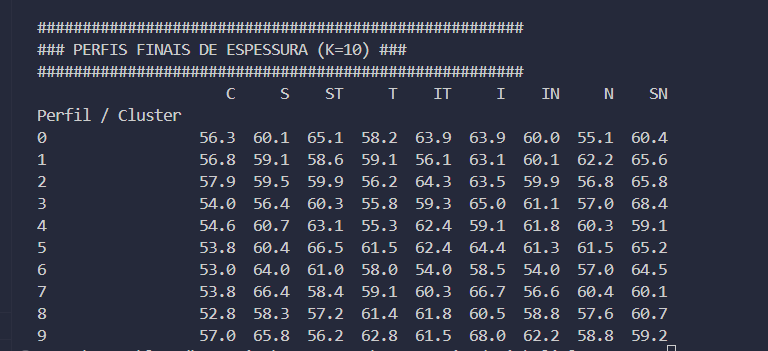 #####################################################
### PERFIS FINAIS DE ESPESSURA (K=10) ###
#####################################################
C S ST T IT I IN N SN
Perfil / Cluster
0 56.3 60.1 65.1 58.2 63.9 63.9 60.0 55.1 60.4
1 56.8 59.1 58.6 59.1 56.1 63.1 60.1 62.2 65.6
2 57.9 59.5 59.9 56.2 64.3 63.5 59.9 56.8 65.8
3 54.0 56.4 60.3 55.8 59.3 65.0 61.1 57.0 68.4
4 54.6 60.7 63.1 55.3 62.4 59.1 61.8 60.3 59.1
5 53.8 60.4 66.5 61.5 62.4 64.4 61.3 61.5 65.2
6 53.0 64.0 61.0 58.0 54.0 58.5 54.0 57.0 64.5
7 53.8 66.4 58.4 59.1 60.3 66.7 56.6 60.4 60.1
8 52.8 58.3 57.2 61.4 61.8 60.5 58.8 57.6 60.7
9 57.0 65.8 56.2 62.8 61.5 68.0 62.2 58.8 59.2